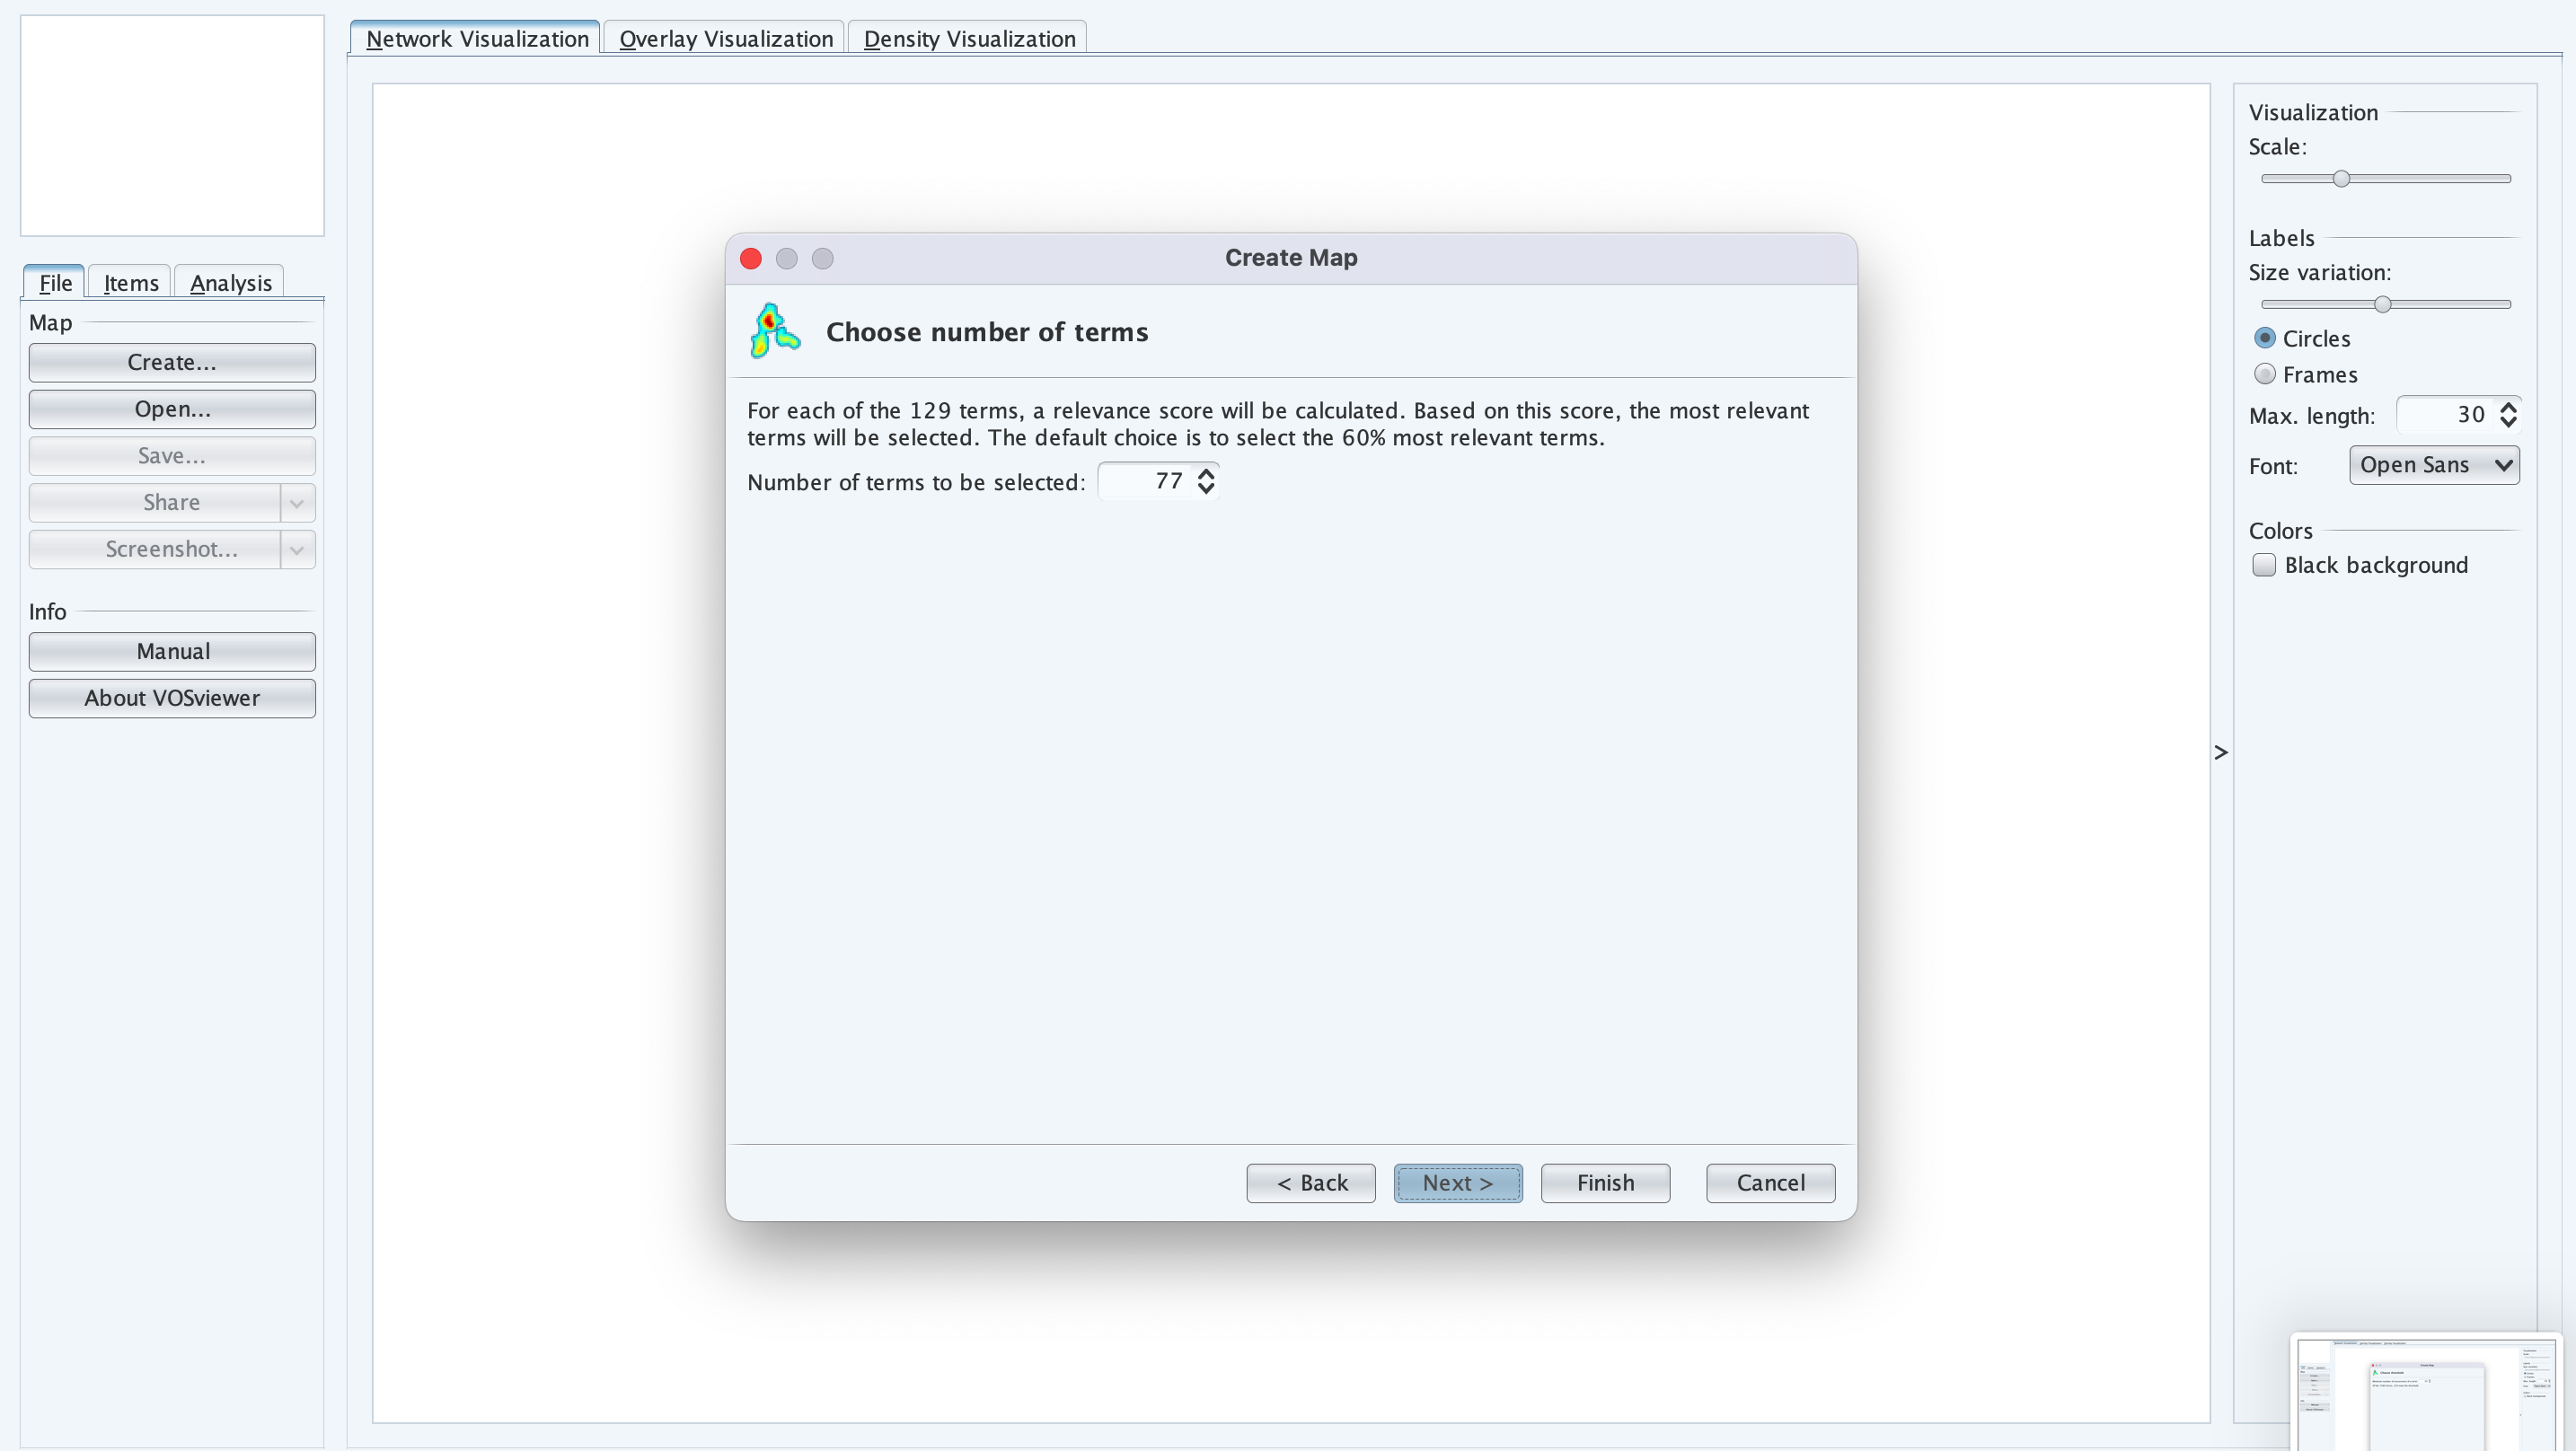 Network Visualization
Overlay Visualization
Density Visualization
File
Items
Analysis
Map
Create...
Open...
Save...
Share
Screenshot...
Info
Manual
About VOSviewer
Create Map
Choose number of terms
For each of the 129 terms, a relevance score will be calculated. Based on this score, the most relevant
terms will be selected. The default choice is to select the 60% most relevant terms.
Number of terms to be selected: 77
< Back
Next >
Finish
Cancel
>
Visualization
Scale:
Labels
Size variation:
Circles
Frames
Max. length: 30
Font: Open Sans
Colors
Black background